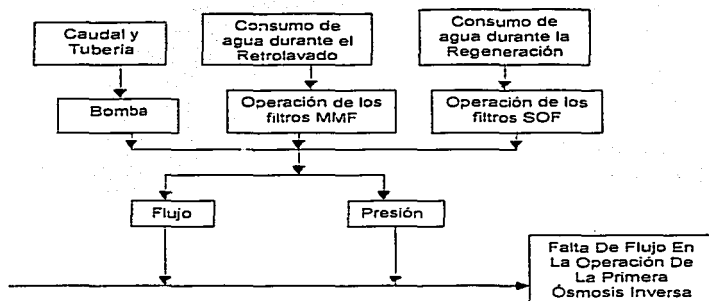 Caudal y
Tubería
Consumo de
agua durante el
Retrolavado
Consumo de
agua durante la
Regeneración
Bomba
Operación de los
filtros MMF
Operación de los
filtros SOF
Flujo
Presión
Falta De Flujo En
La Operación De
La Primera
Ósmosis Inversa